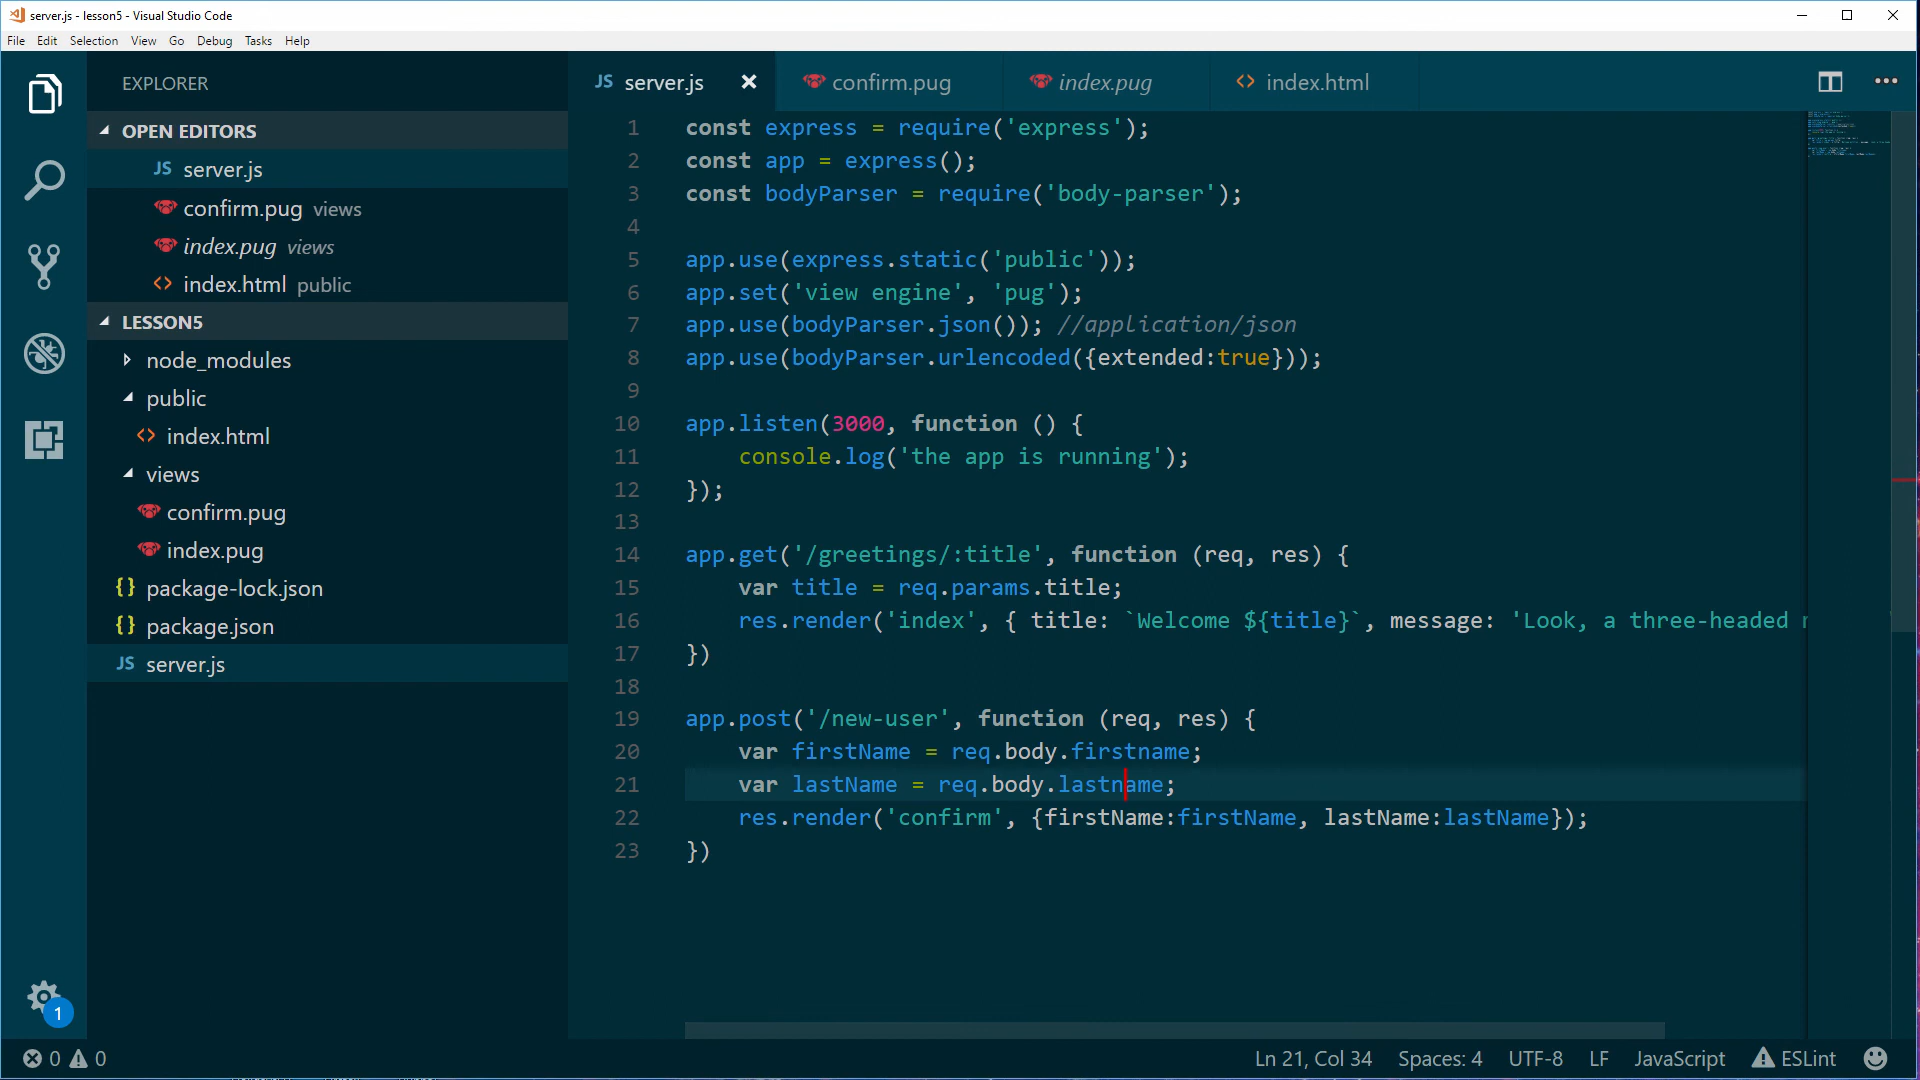 server.js - lesson5 - Visual Studio Code
File Edit Selection View Go Debug Tasks Help
EXPLORER
OPEN EDITORS
JS server.js
confirm.pug views
index.pug views
<> index.html public
LESSON5
node_modules
public
<> index.html
views
confirm.pug
index.pug
{} package-lock.json
{} package.json
JS server.js
1
JS server.js
confirm.pug
index.pug
<> index.html
1 const express = require('express');
2 const app = express();
3 const bodyParser = require('body-parser');
4
5 app.use(express.static('public'));
6 app.set('view engine', 'pug');
7 app.use(bodyParser.json()); //application/json
8 app.use(bodyParser.urlencoded({extended:true}));
9
10 app.listen(3000, function () {
11     console.log('the app is running');
12 });
13
14 app.get('/greetings/:title', function (req, res) {
15     var title = req.params.title;
16     res.render('index', { title: `Welcome ${title}`, message: 'Look, a three-headed
17 })
18
19 app.post('/new-user', function (req, res) {
20     var firstName = req.body.firstname;
21     var lastName = req.body.lastname;
22     res.render('confirm', {firstName:firstName, lastName:lastName});
23 })
0 0
Ln 21, Col 34 Spaces: 4 UTF-8 LF JavaScript ESLint